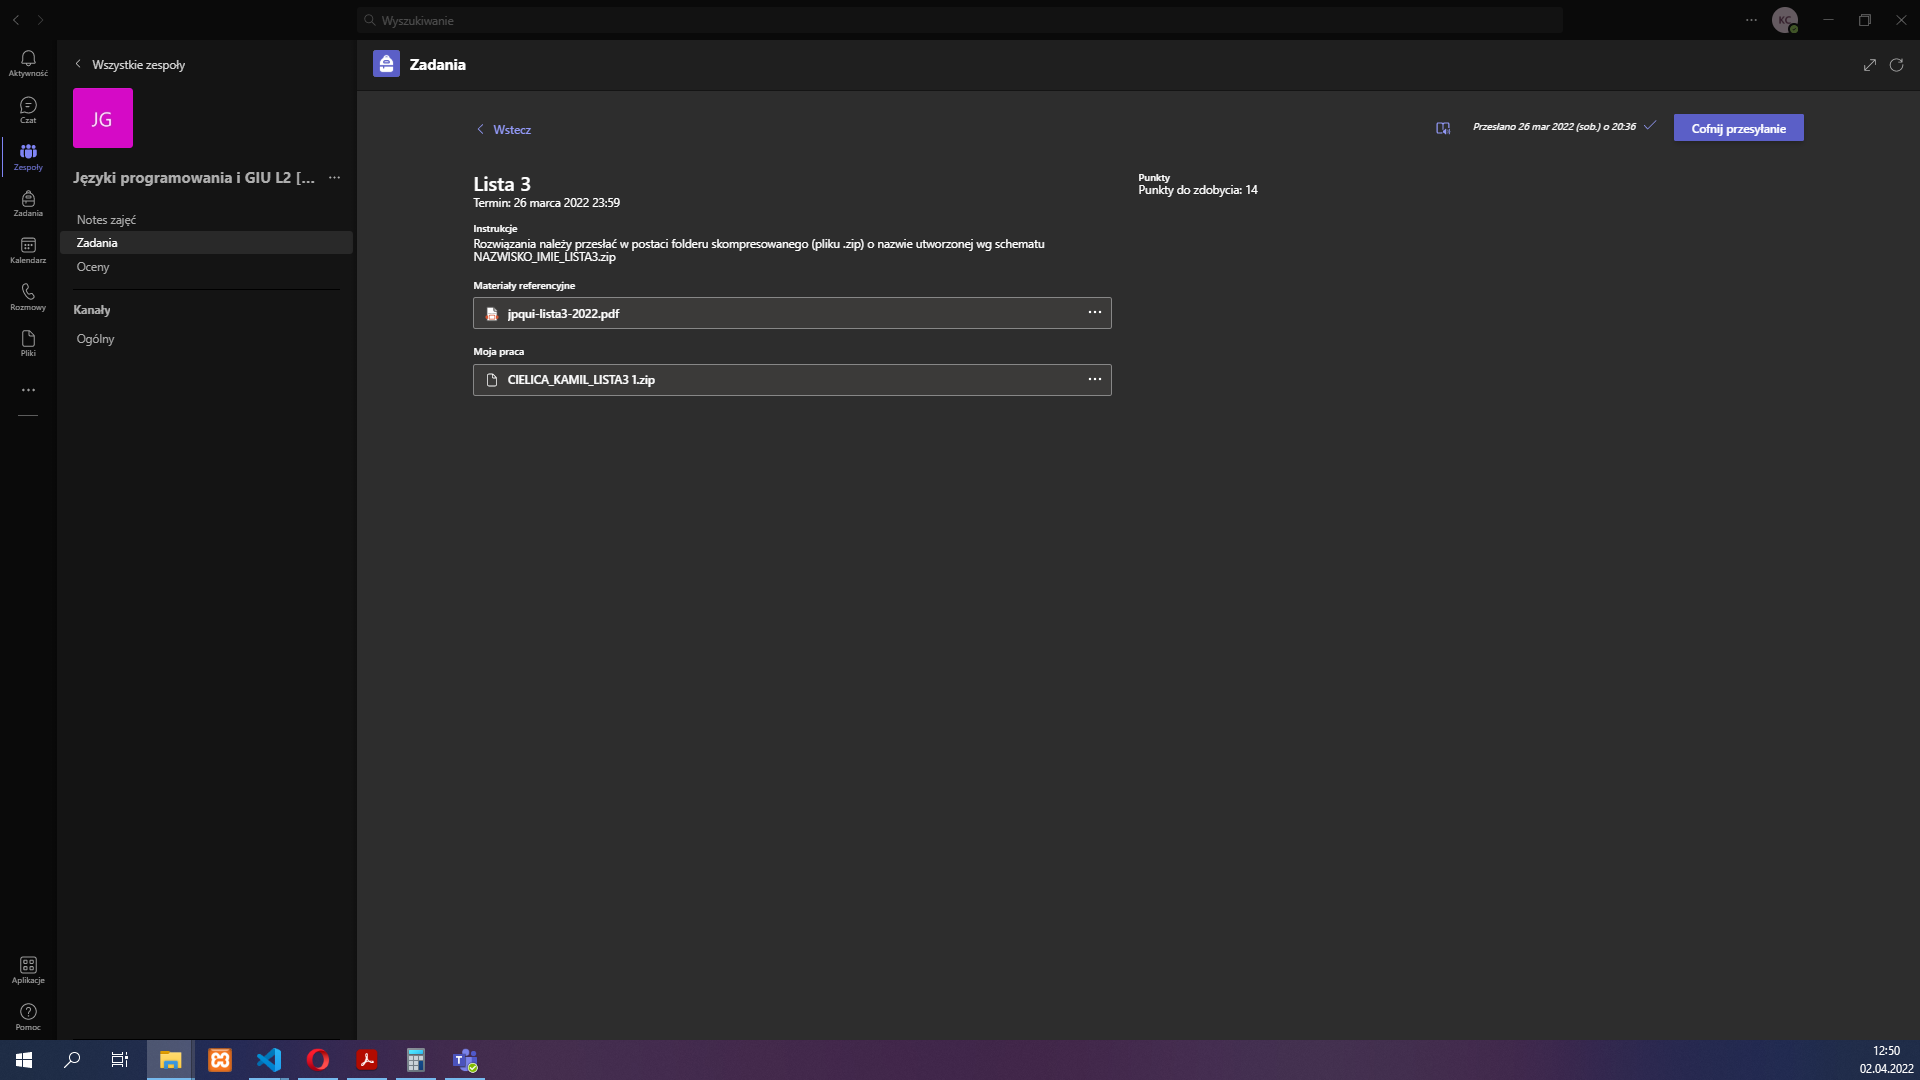 Wyszukiwanie
KC
Aktywność
Czat
Zespoły
Zadania
Kalendarz
Rozmowy
Pliki
Aplikacje
Pomoc
Wszystkie zespoły
JG
Języki programowania i GIU L2 [...
Notes zajęć
Zadania
Oceny
Kanały
Ogólny
Zadania
Wstecz
Przesłano 26 mar 2022 (sob.) o 20:36
Cofnij przesyłanie
Lista 3
Termin: 26 marca 2022 23:59
Instrukcje
Rozwiązania należy przesłać w postaci folderu skompresowanego (pliku .zip) o nazwie utworzonej wg schematu
NAZWISKO_IMIE_LISTA3.zip
Materiały referencyjne
jpqui-lista3-2022.pdf
Moja praca
CIELICA_KAMIL_LISTA3 1.zip
Punkty
Punkty do zdobycia: 14
12:50
02.04.2022